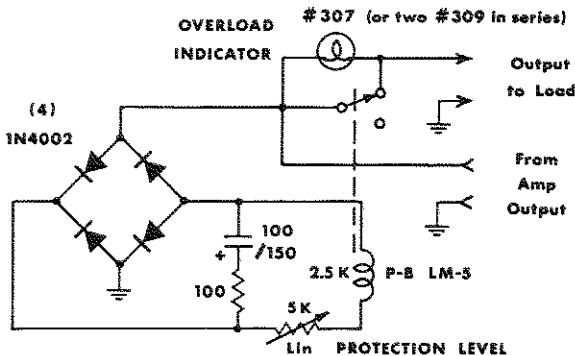 #307 (or two #309 in series)
OVERLOAD
INDICATOR
Output
to Load
(4)
1N4002
From
Amp
Output
100
/150
+
2.5 K P-B LM-5
100
5K
Lin PROTECTION LEVEL